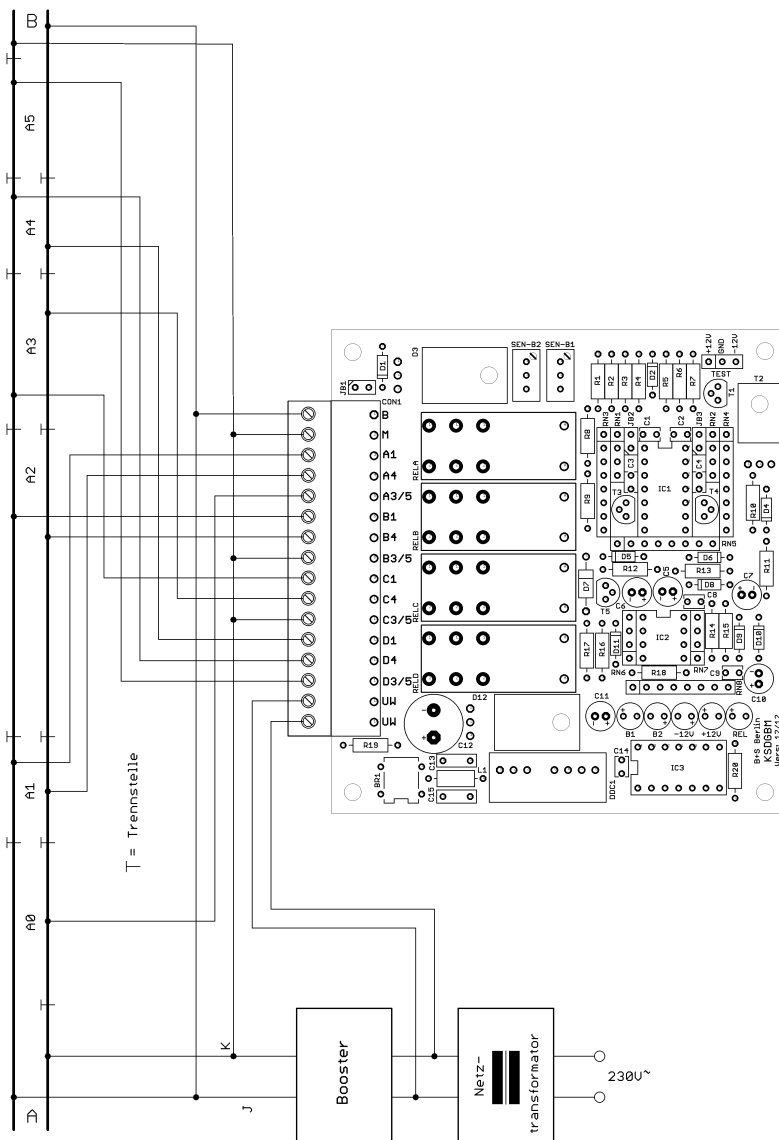 B
A5
A4
A3
A2
A1
A0
A
T = Trennstelle
K
J
Booster
Netz-
transformator
230V~
JB1
D1
D3
SEN-B2
SEN-B1
+12V
GND
-12V
TEST
T1
T2
R1
R2
R3
R4
D2
R5
R6
R7
CON1
B
M
A1
A4
A3/5
B1
B4
B3/5
C1
C4
C3/5
D1
D4
D3/5
UW
UW
RELA
RELB
RELC
RELD
R8
R9
RN3
RN1
JB2
C1
C2
JB3
RN2
RN4
C3
C4
T3
T4
IC1
R10
D4
RN5
D5
D6
R12
R13
R11
D7
D8
C5
C6
C7
C8
T5
IC2
R14
R15
D9
D10
R17
R16
D11
RN6
R18
RN7
C9
RN8
C10
D12
C12
C11
B1
B2
-12V
+12V
REL
R19
BR1
C13
L1
C15
DDC1
C14
IC3
R20
B+S Berlin
KSDGBM
Vers. 12/12